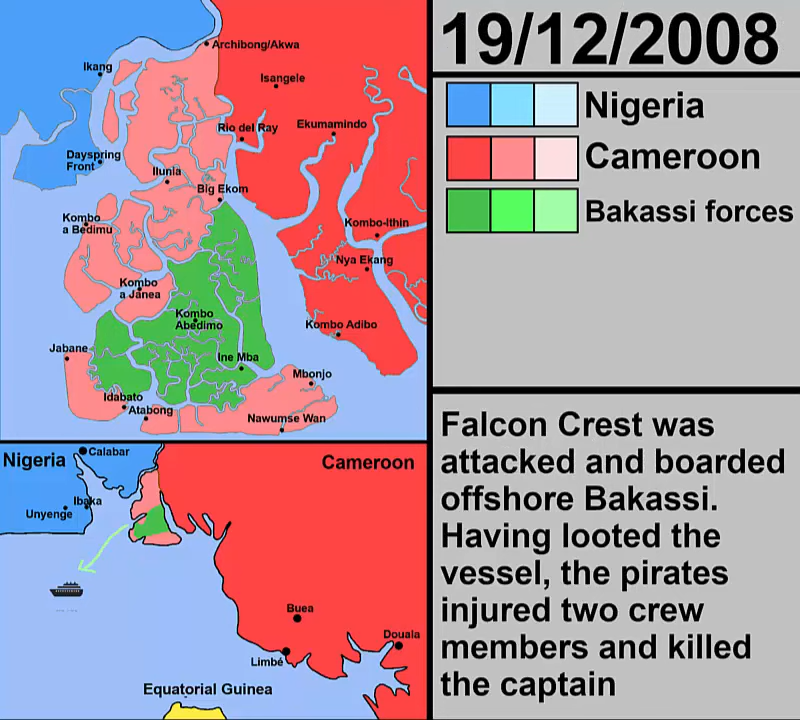 Archibong/Akwa
Ikang
Isangele
Rio del Ray
Ekumamindo
Dayspring
Front
Ilunia
Big Ekom
Kombo
a Bedimu
Kombo-Ithin
Nya Ekang
Kombo
a Janea
Kombo
Abedimo
Kombo Adibo
Jabane
Ine Mba
Mbonjo
Idabato
Atabong
Nawumse Wan
Nigeria
Calabar
Cameroon
Ibaka
Unyenge
Buea
Douala
Limbé
Equatorial Guinea
19/12/2008
Nigeria
Cameroon
Bakassi forces
Falcon Crest was
attacked and boarded
offshore Bakassi.
Having looted the
vessel, the pirates
injured two crew
members and killed
the captain